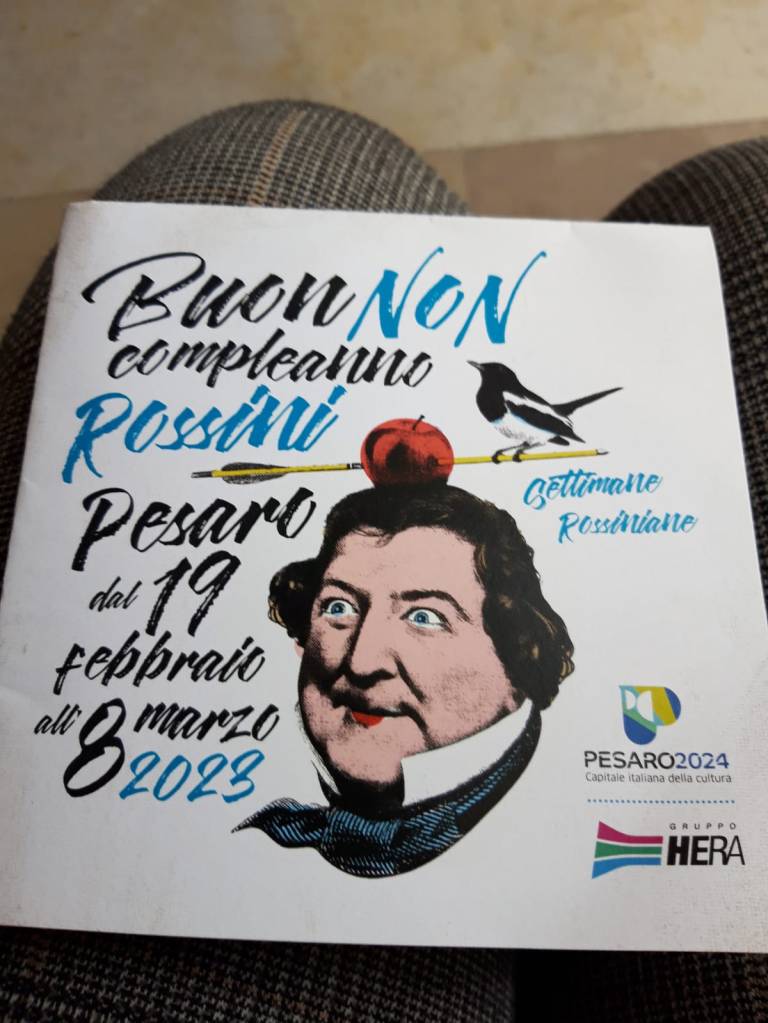 Buon NON
compleanno
Rossini
Pesaro
dal 19
febbraio
all' 8 marzo
2023
Settimane
Rossiniane
PESARO2024
Capitale italiana della cultura
GRUPPO
HERA